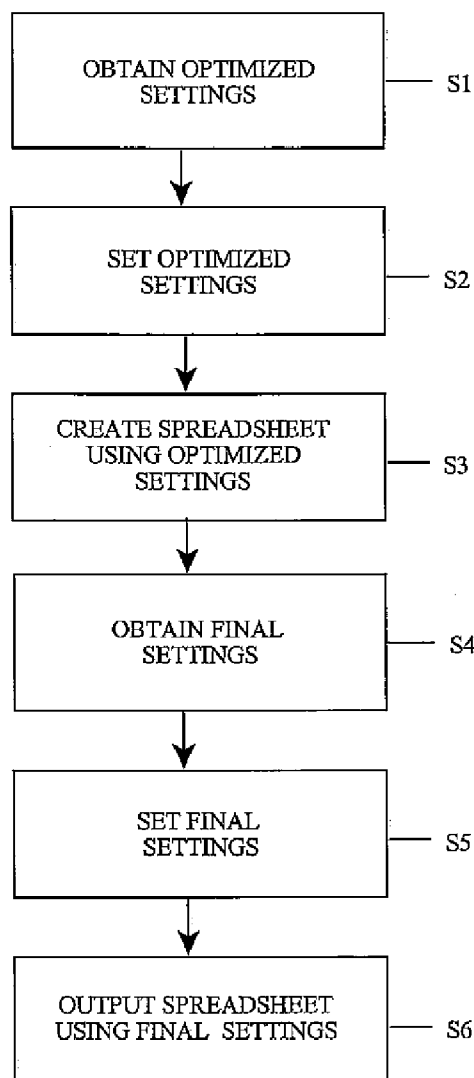 OBTAIN OPTIMIZED
SETTINGS
S1
SET OPTIMIZED
SETTINGS
S2
CREATE SPREADSHEET
USING OPTIMIZED
SETTINGS
S3
OBTAIN FINAL
SETTINGS
S4
SET FINAL
SETTINGS
S5
OUTPUT SPREADSHEET
USING FINAL SETTINGS
S6